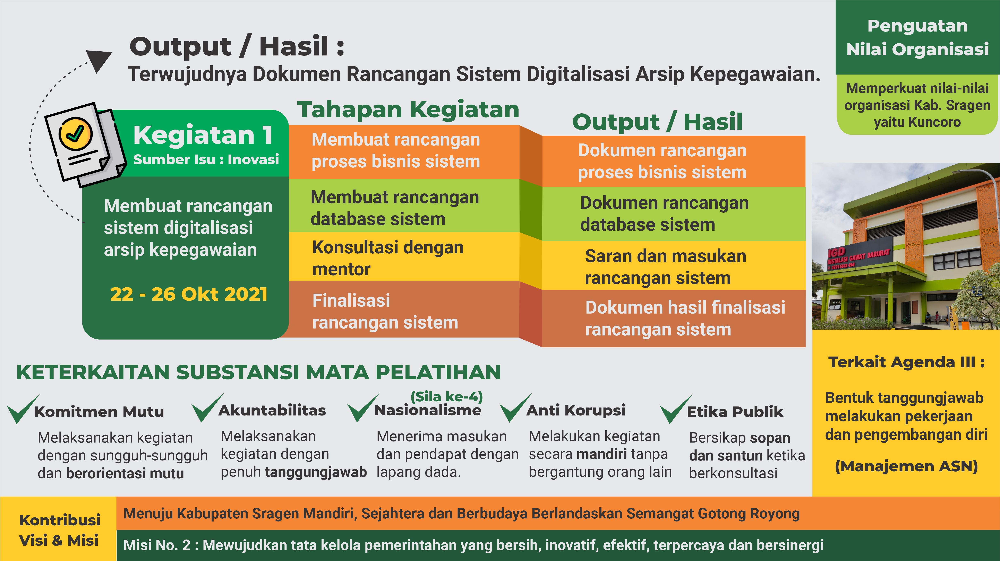 Output / Hasil :
Terwujudnya Dokumen Rancangan Sistem Digitalisasi Arsip Kepegawaian.
Penguatan
Nilai Organisasi
Memperkuat nilai-nilai
organisasi Kab. Sragen
yaitu Kuncoro
Kegiatan 1
Sumber Isu : Inovasi
Membuat rancangan
sistem digitalisasi
arsip kepegawaian
22 - 26 Okt 2021
Tahapan Kegiatan
Membuat rancangan
proses bisnis sistem
Membuat rancangan
database sistem
Konsultasi dengan
mentor
Finalisasi
rancangan sistem
Output / Hasil
Dokumen rancangan
proses bisnis sistem
Dokumen rancangan
database sistem
Saran dan masukan
rancangan sistem
Dokumen hasil finalisasi
rancangan sistem
IGD
INSTALASI GAWAT DARURAT
0271 6812 494
TEKAN
Terkait Agenda III :
Bentuk tanggungjawab
melakukan pekerjaan
dan pengembangan diri
(Manajemen ASN)
KETERKAITAN SUBSTANSI MATA PELATIHAN
Komitmen Mutu
Melaksanakan kegiatan
dengan sungguh-sungguh
dan berorientasi mutu
Akuntabilitas
Melaksanakan
kegiatan dengan
penuh tanggungjawab
(Sila ke-4)
Nasionalisme
Menerima masukan
dan pendapat dengan
lapang dada.
Anti Korupsi
Melakukan kegiatan
secara mandiri tanpa
bergantung orang lain
Etika Publik
Bersikap sopan
dan santun ketika
berkonsultasi
Kontribusi
Visi & Misi
Menuju Kabupaten Sragen Mandiri, Sejahtera dan Berbudaya Berlandaskan Semangat Gotong Royong
Misi No. 2 : Mewujudkan tata kelola pemerintahan yang bersih, inovatif, efektif, terpercaya dan bersinergi